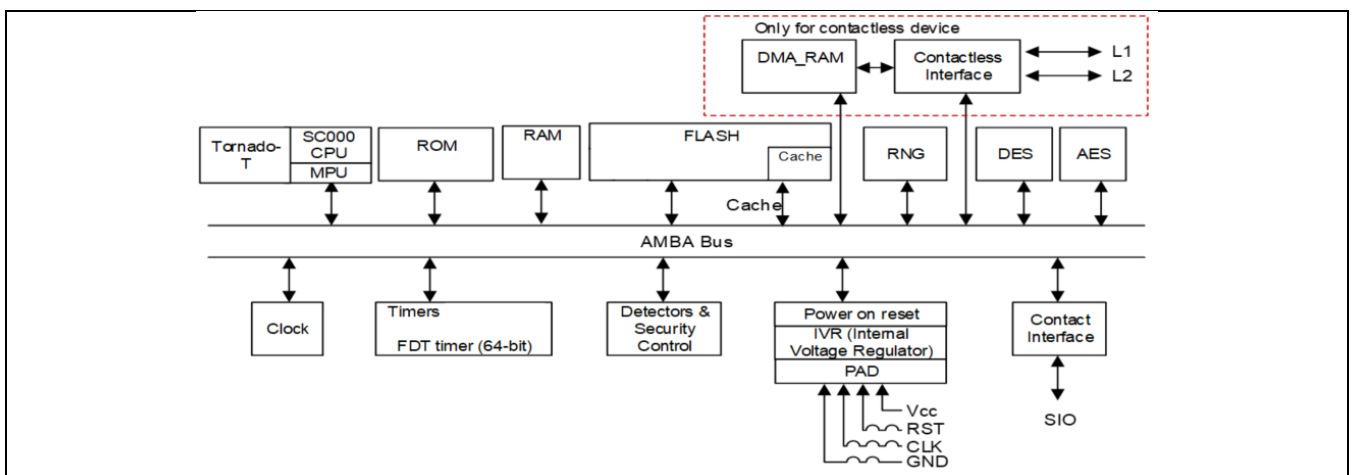 Only for contactless device
DMA_RAM
Contactless
Interface
L1
L2
Tornado-
T
SC000
CPU
MPU
ROM
RAM
FLASH
Cache
RNG
DES
AES
Cache
AMBA Bus
Clock
Timers
FDT timer (64-bit)
Detectors &
Security
Control
Power on reset
IVR (Internal
Voltage Regulator)
PAD
Contact
Interface
Vcc
RST
CLK
GND
SIO